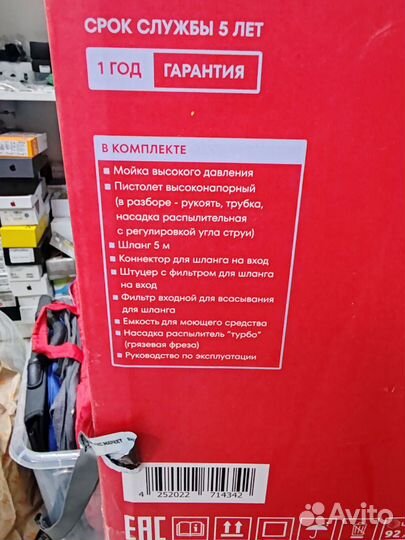 СРОК СЛУЖБЫ 5 ЛЕТ
1 ГОД ГАРАНТИЯ
В КОМПЛЕКТЕ
Мойка высокого давления
Пистолет высоконапорный
(в разборе - рукоять, трубка,
насадка распылительная
с регулировкой угла струи)
Шланг 5 м
Коннектор для шланга на вход
Штуцер с фильтром для шланга
на вход
Фильтр входной для всасывания
для шланга
Емкость для моющего средства
Насадка распылитель "турбо"
(грязевая фреза)
Руководство по эксплуатации
MARKET
4 252022 714342
EAC
92.
Avito